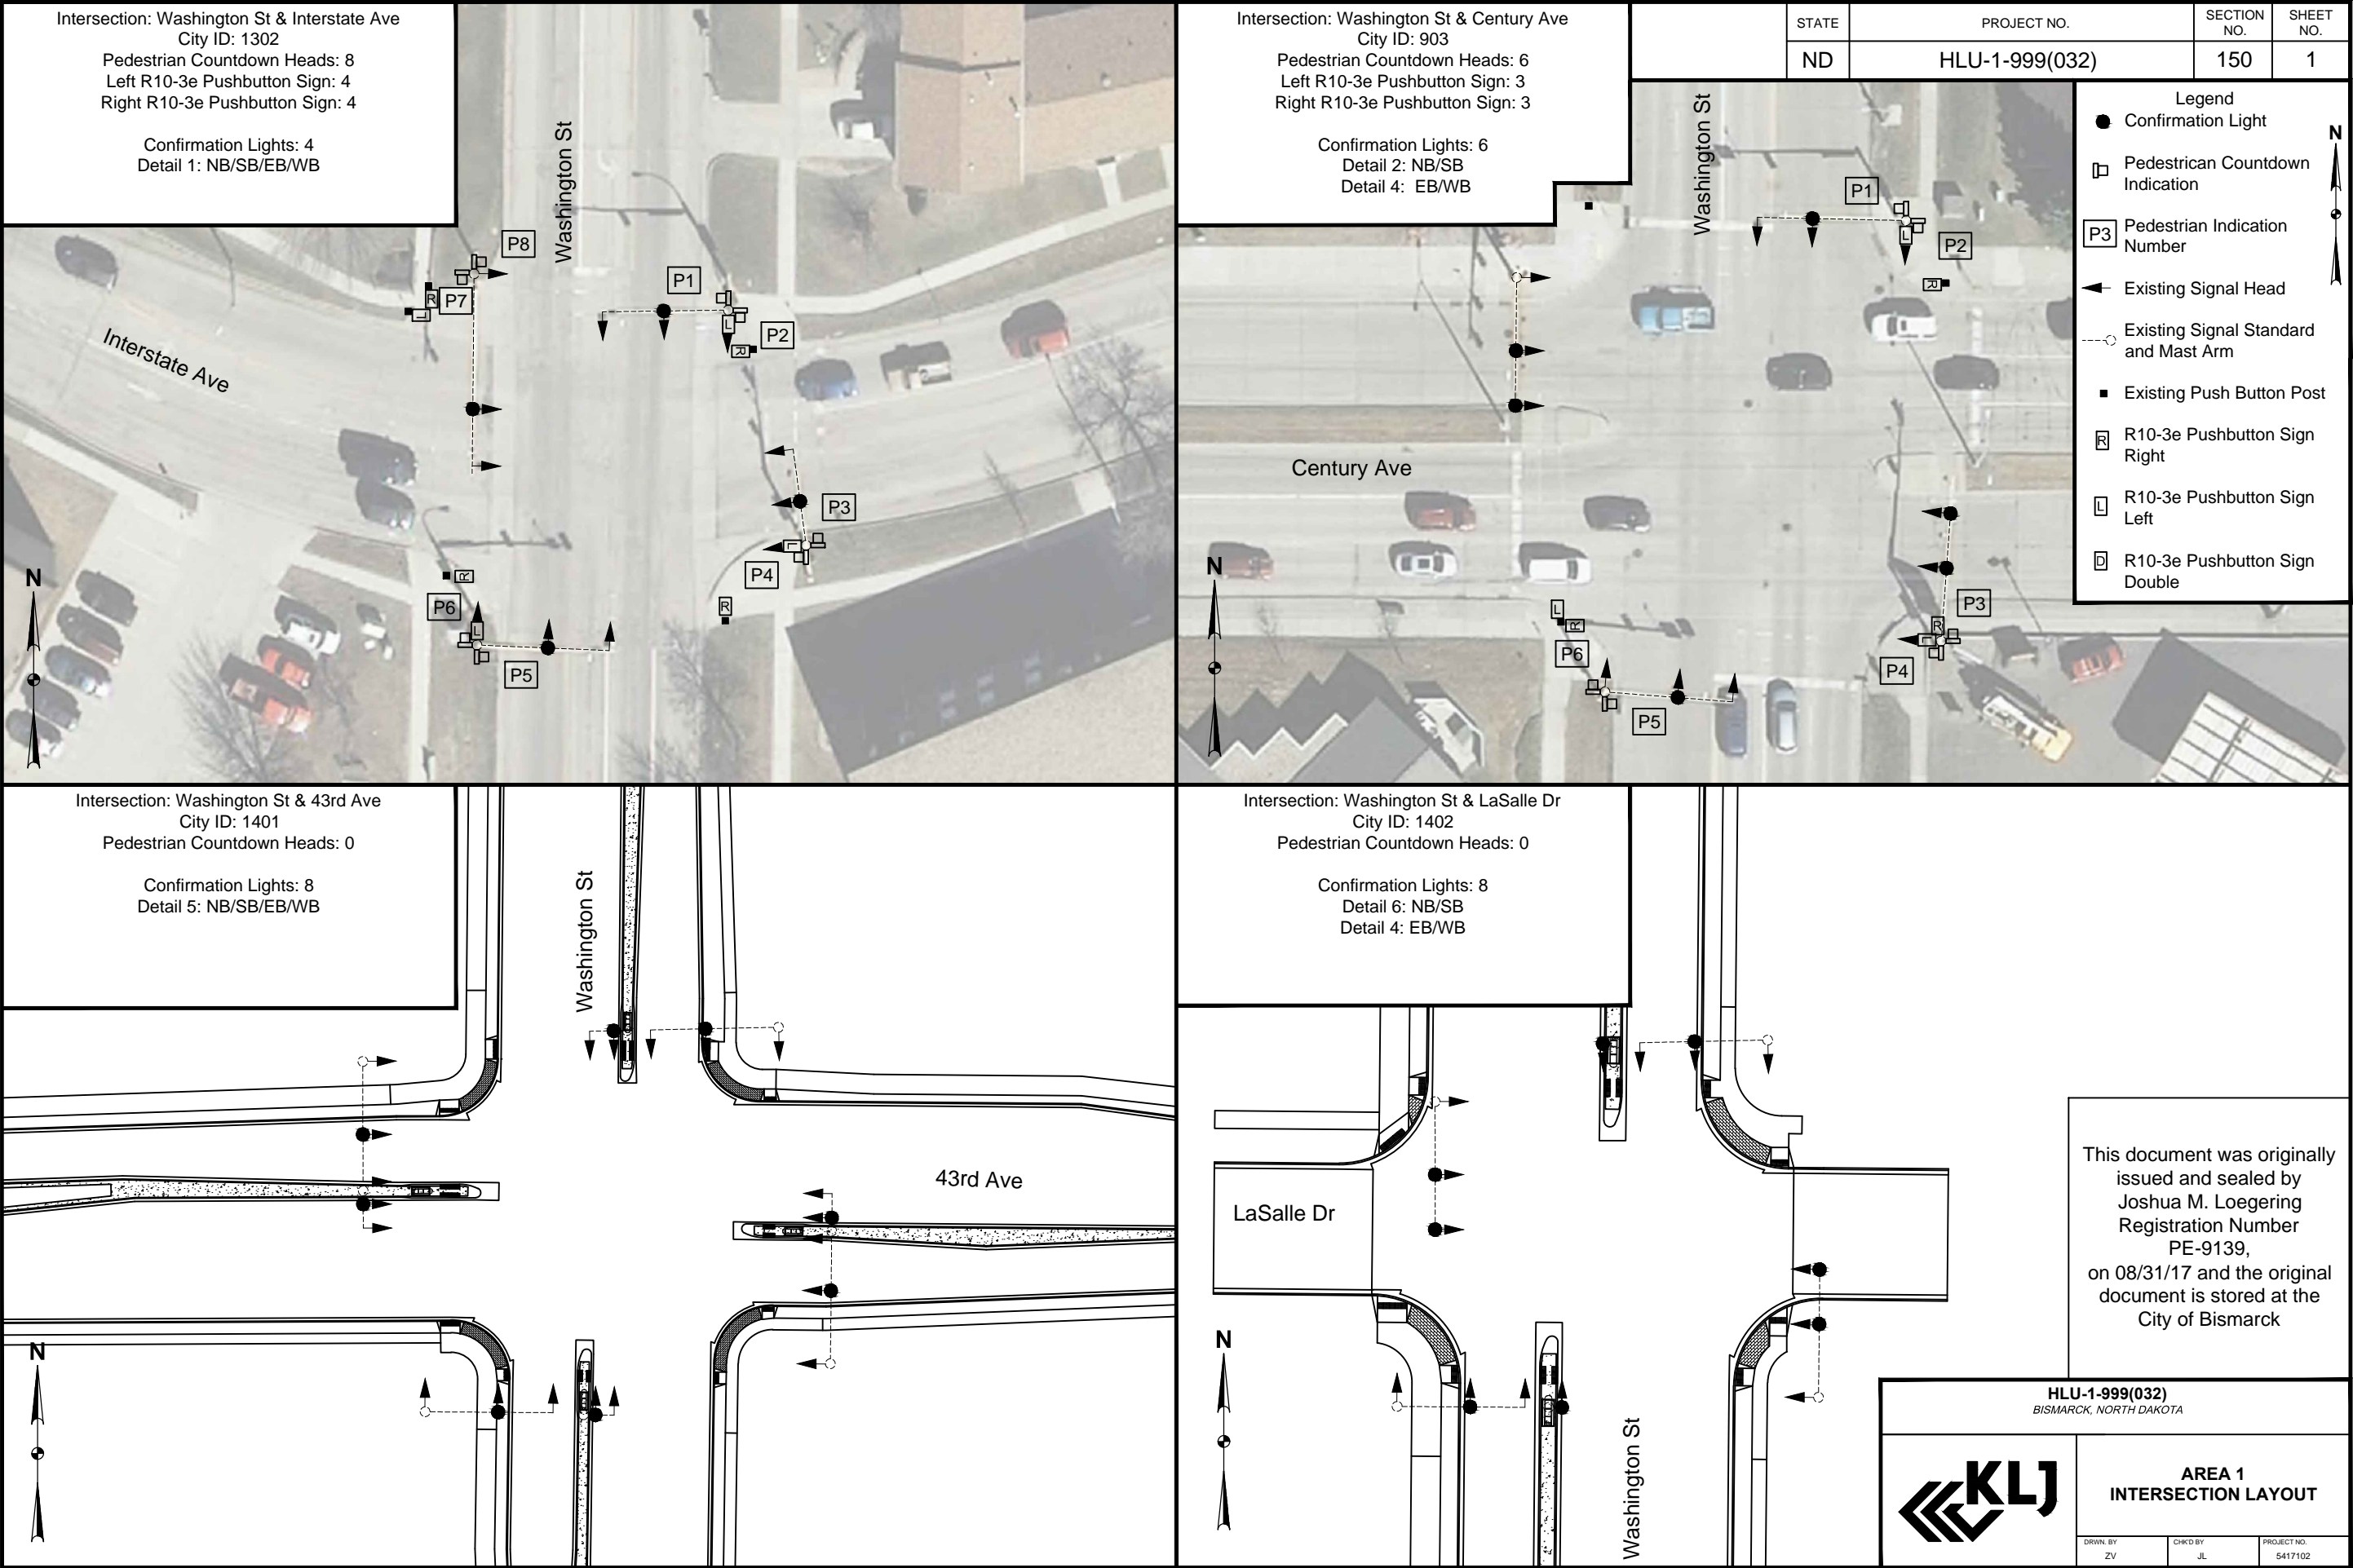 Intersection: Washington St & Interstate Ave
City ID: 1302
Pedestrian Countdown Heads: 8
Left R10-3e Pushbutton Sign: 4
Right R10-3e Pushbutton Sign: 4
Confirmation Lights: 4
Detail 1: NB/SB/EB/WB
Washington St
Interstate Ave
P8
P7
R
L
P1
L
P2
R
P3
L
P4
R
R
P6
L
P5
N
Intersection: Washington St & Century Ave
City ID: 903
Pedestrian Countdown Heads: 6
Left R10-3e Pushbutton Sign: 3
Right R10-3e Pushbutton Sign: 3
Confirmation Lights: 6
Detail 2: NB/SB
Detail 4: EB/WB
Washington St
Century Ave
P1
L
P2
R
P3
R
L
P4
L
R
P6
P5
N
STATE
PROJECT NO.
SECTION NO.
SHEET NO.
ND
HLU-1-999(032)
150
1
Legend
Confirmation Light
N
Pedestrican Countdown
Indication
P3
Pedestrian Indication
Number
Existing Signal Head
Existing Signal Standard
and Mast Arm
Existing Push Button Post
R
R10-3e Pushbutton Sign
Right
L
R10-3e Pushbutton Sign
Left
D
R10-3e Pushbutton Sign
Double
Intersection: Washington St & 43rd Ave
City ID: 1401
Pedestrian Countdown Heads: 0
Confirmation Lights: 8
Detail 5: NB/SB/EB/WB
Washington St
43rd Ave
N
Intersection: Washington St & LaSalle Dr
City ID: 1402
Pedestrian Countdown Heads: 0
Confirmation Lights: 8
Detail 6: NB/SB
Detail 4: EB/WB
LaSalle Dr
Washington St
N
This document was originally
issued and sealed by
Joshua M. Loegering
Registration Number
PE-9139,
on 08/31/17 and the original
document is stored at the
City of Bismarck
HLU-1-999(032)
BISMARCK, NORTH DAKOTA
KLJ
AREA 1
INTERSECTION LAYOUT
DRWN. BY
ZV
CHK'D BY
JL
PROJECT NO.
5417102